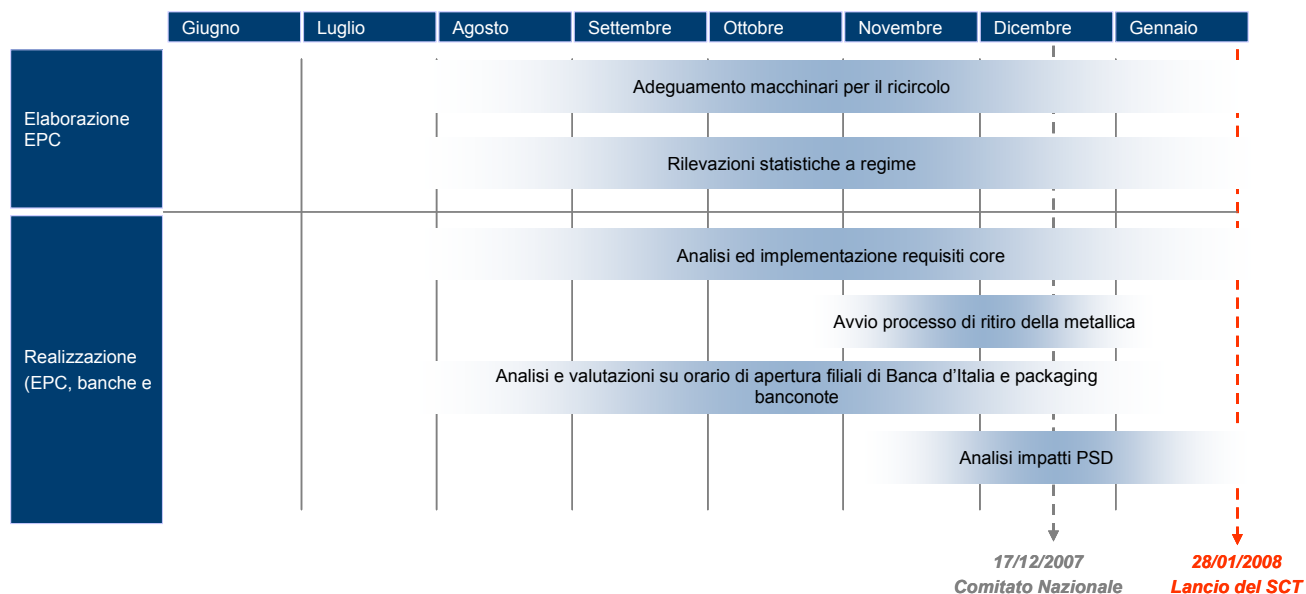 Giugno
Luglio
Agosto
Settembre
Ottobre
Novembre
Dicembre
Gennaio
Elaborazione
EPC
Adeguamento macchinari per il ricircolo
Rilevazioni statistiche a regime
Realizzazione
(EPC, banche e
Analisi ed implementazione requisiti core
Avvio processo di ritiro della metallica
Analisi e valutazioni su orario di apertura filiali di Banca d'Italia e packaging
banconote
Analisi impatti PSD
17/12/2007
Comitato Nazionale
28/01/2008
Lancio del SCT